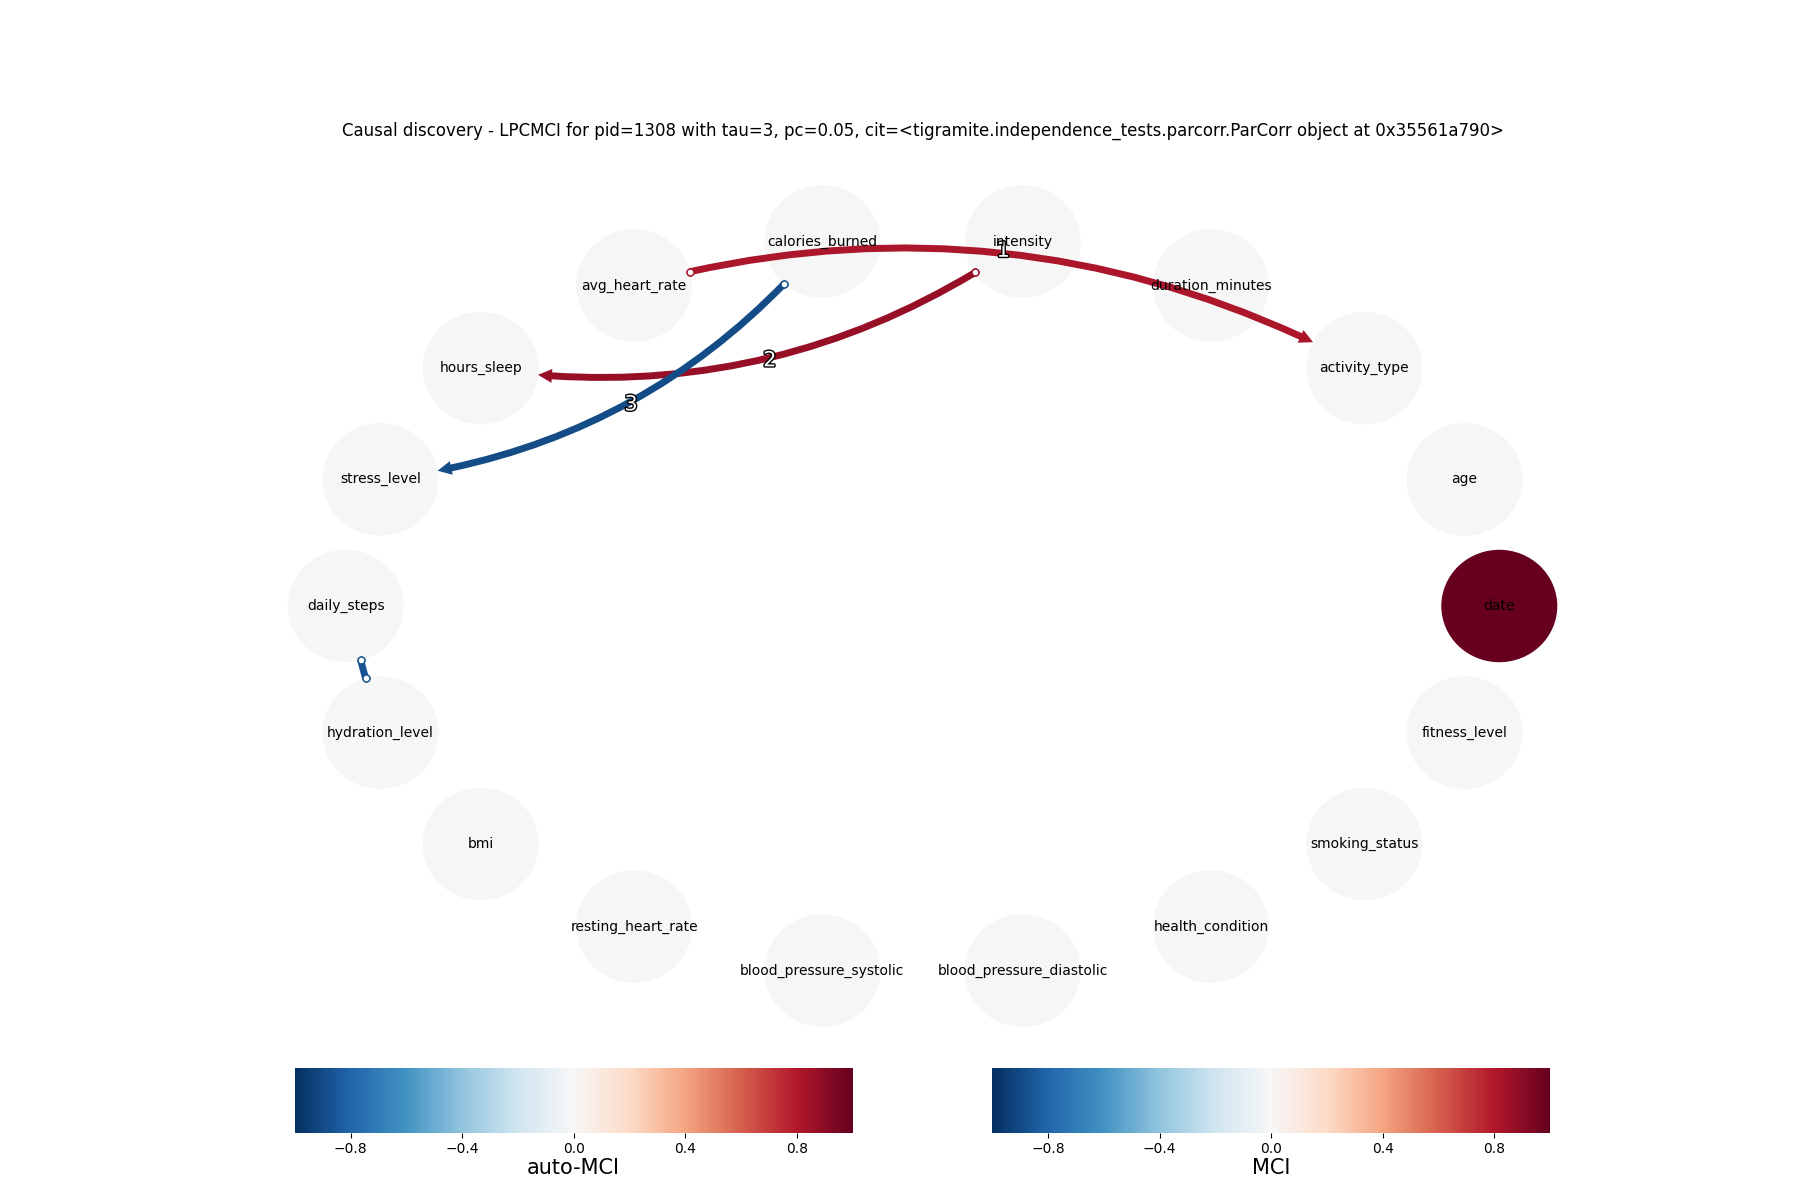 Causal discovery - LPCMCI for pid=1308 with tau=3, pc=0.05, cit=<tigramite.independence_tests.parcorr.ParCorr object at 0x35561a790>
calories_burned
intensity
1
avg_heart_rate
duration_minutes
2
hours_sleep
activity_type
3
stress_level
age
daily_steps
date
hydration_level
fitness_level
bmi
smoking_status
resting_heart_rate
health_condition
blood_pressure_systolic
blood_pressure_diastolic
−0.8 −0.4 0.0 0.4 0.8
auto-MCI
−0.8 −0.4 0.0 0.4 0.8
MCI